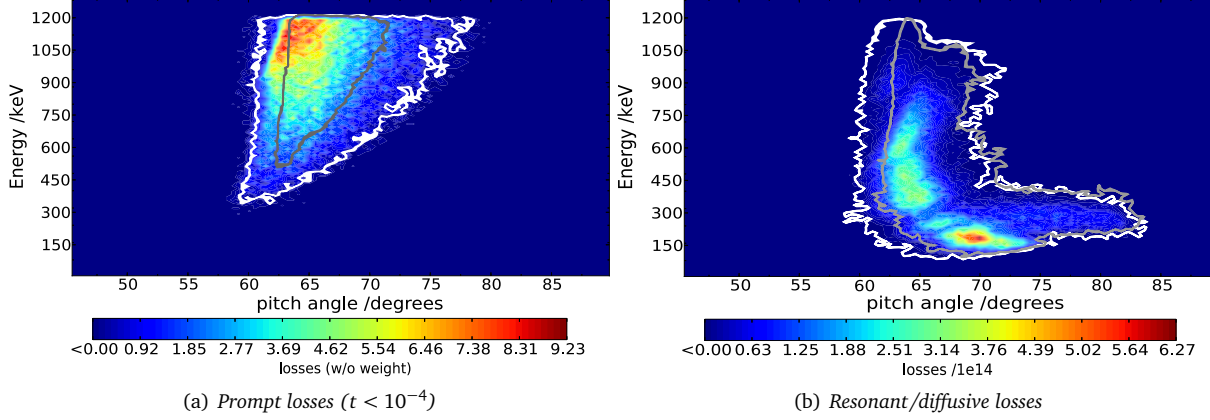 1200
1050
900
750
600
450
300
150
Energy /keV
50 55 60 65 70 75 80 85
pitch angle /degrees
<0.00 0.92 1.85 2.77 3.69 4.62 5.54 6.46 7.38 8.31 9.23
losses (w/o weight)
(a) Prompt losses (t < 10⁻⁴)
1200
1050
900
750
600
450
300
150
Energy /keV
50 55 60 65 70 75 80 85
pitch angle /degrees
<0.00 0.63 1.25 1.88 2.51 3.14 3.76 4.39 5.02 5.64 6.27
losses /1e14
(b) Resonant/diffusive losses